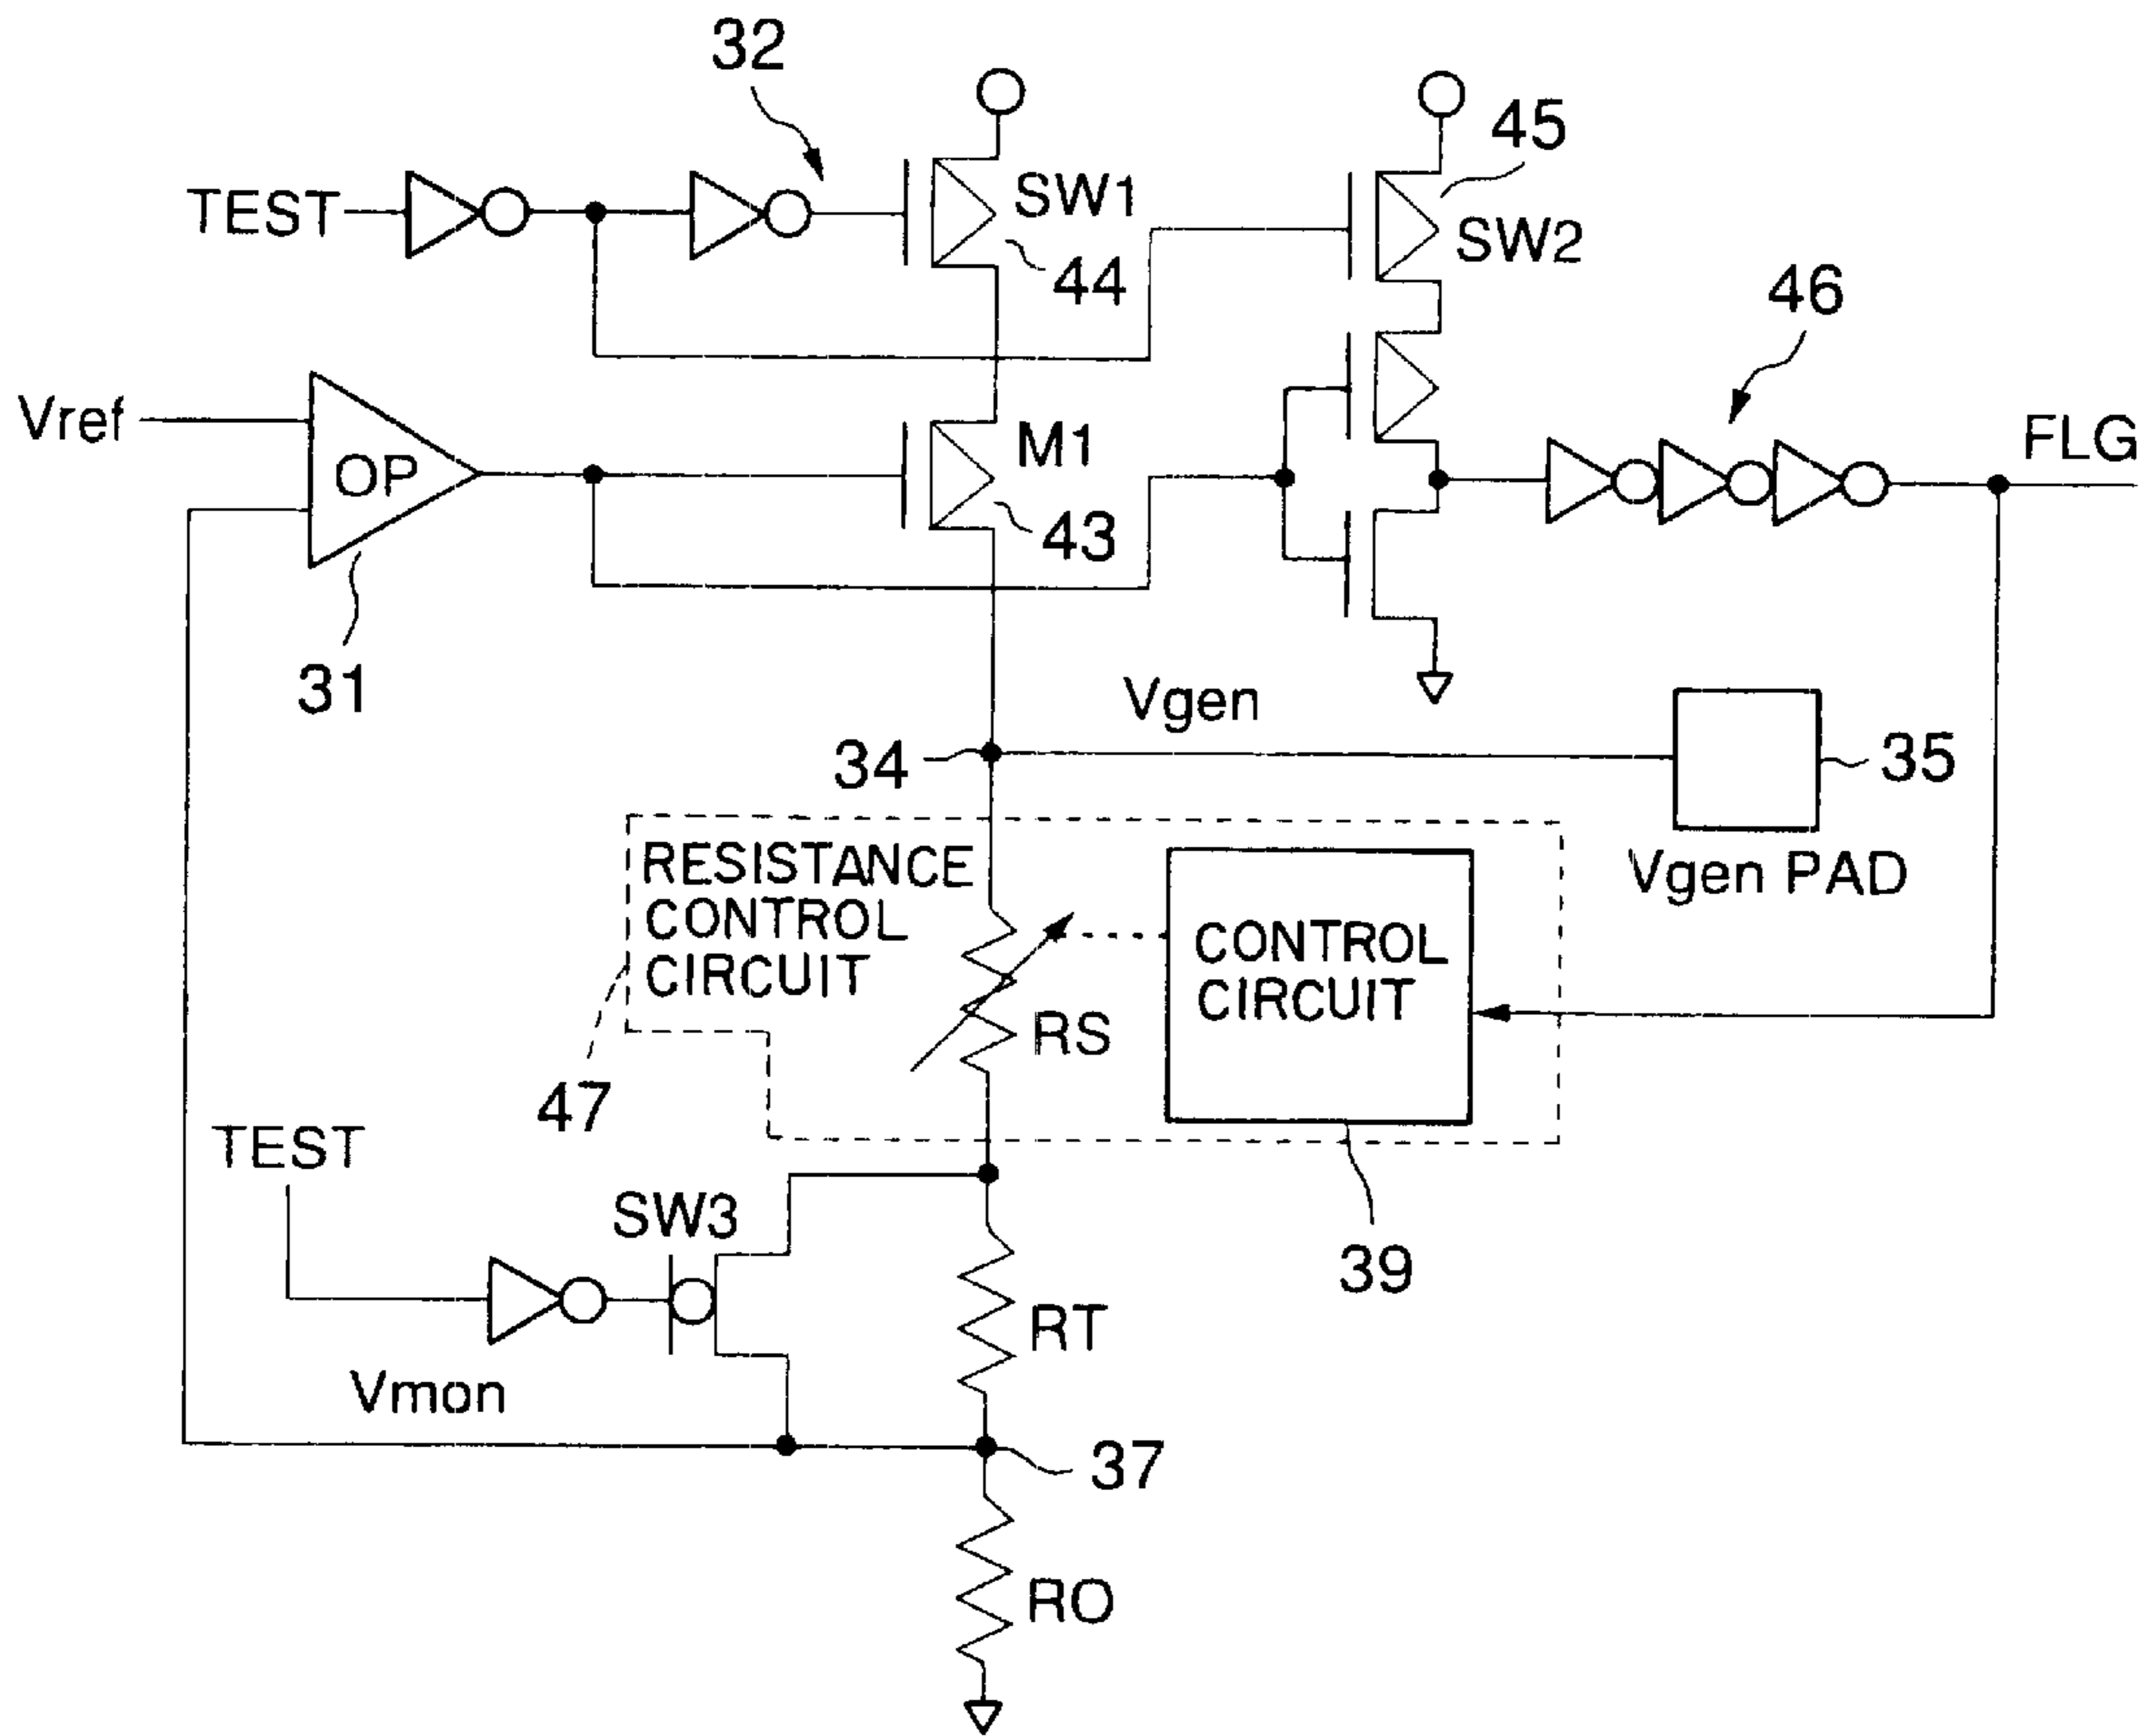 32
45
TEST
SW1
SW2
44
46
Vref
OP
M1
FLG
43
31
Vgen
34
35
RESISTANCE
CONTROL
CIRCUIT
CONTROL
CIRCUIT
Vgen PAD
RS
47
TEST
SW3
39
RT
Vmon
37
RO